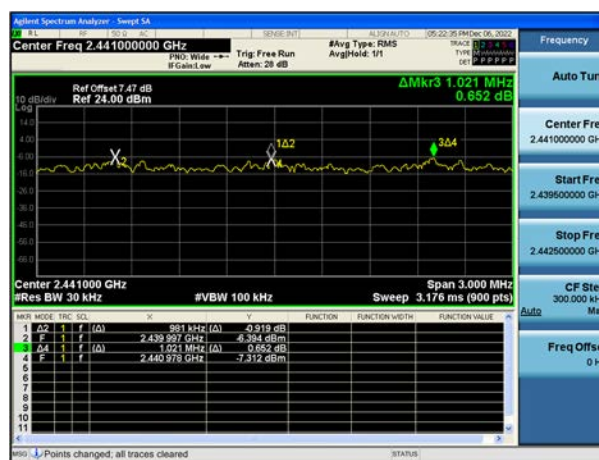 Agilent Spectrum Analyzer - Swept SA
RL RF 50 Ω AC SENSE:INT ALIGN AUTO 05:22:35 PM Dec 06, 2022
Center Freq 2.441000000 GHz
#Avg Type: RMS
TRACE 1 2 3 4 5 6
PNO: Wide
Trig: Free Run
Avg|Hold: 1/1
TYPE
IFGain:Low
Atten: 28 dB
DET P P P P P P
ΔMkr3 1.021 MHz
0.652 dB
Ref Offset 7.47 dB
10 dB/div Ref 24.00 dBm
Log
14.0
4.00
-6.00
-16.0
-26.0
-36.0
-46.0
-56.0
-66.0
2
1Δ2
4
3Δ4
Center 2.441000 GHz
Span 3.000 MHz
#Res BW 30 kHz
#VBW 100 kHz
Sweep 3.176 ms (900 pts)
MKR MODE TRC SCL X Y FUNCTION FUNCTION WIDTH FUNCTION VALUE
1 Δ2 1 f (Δ) 981 kHz (Δ) -0.919 dB
2 F 1 f 2.439 997 GHz -6.394 dBm
3 Δ4 1 f (Δ) 1.021 MHz (Δ) 0.652 dB
4 F 1 f 2.440 978 GHz -7.312 dBm
5
6
7
8
9
10
11
MSG Points changed; all traces cleared STATUS
Frequency
Auto Tun
Center Fre
2.441000000 GH
Start Fre
2.439500000 GH
Stop Fre
2.442500000 GH
CF Ste
300.000 kH
Auto Ma
Freq Offse
0 H